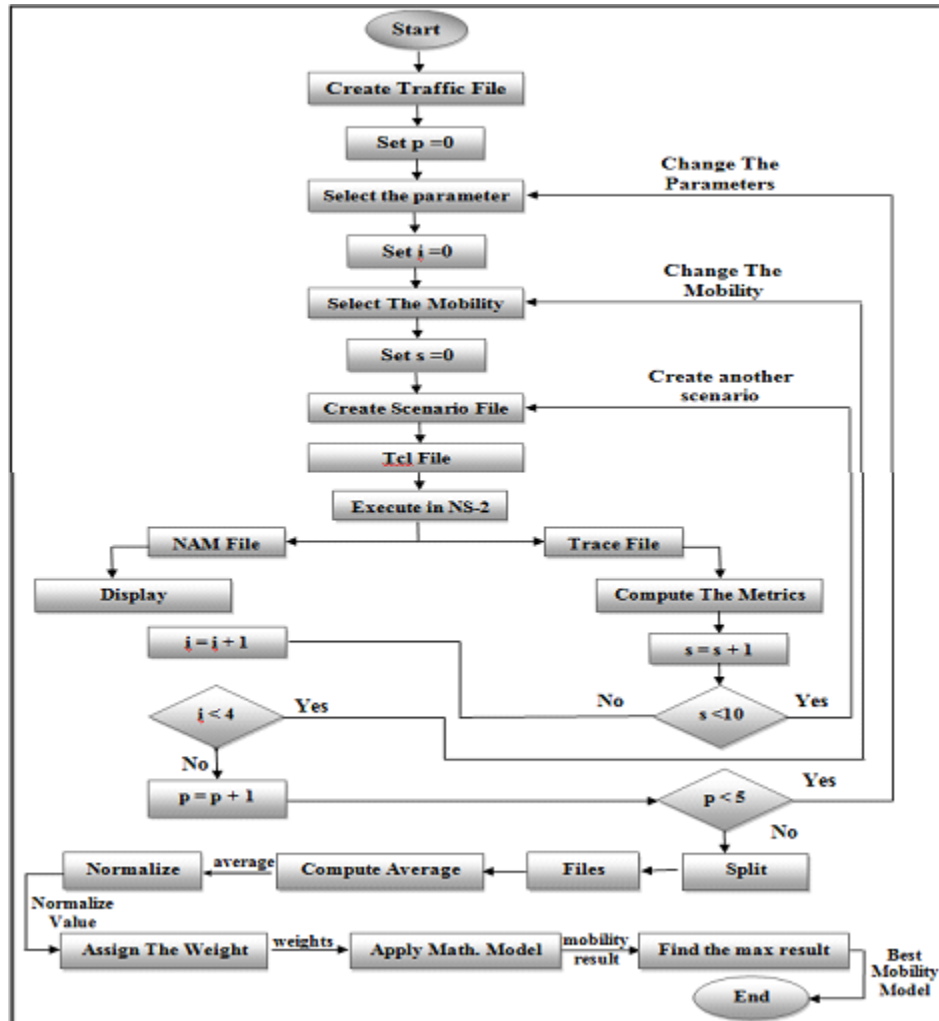 Start
Create Traffic File
Set p =0
Change The
Parameters
Select the parameter
Set i =0
Change The
Mobility
Select The Mobility
Set s =0
Create another
scenario
Create Scenario File
Tcl File
Execute in NS-2
NAM File
Trace File
Display
Compute The Metrics
i = i + 1
s = s + 1
i < 4
Yes
No
s <10
Yes
No
p = p + 1
p < 5
Yes
No
Normalize
average
Compute Average
Files
Split
Normalize
Value
Assign The Weight
weights
Apply Math. Model
mobility
result
Find the max result
Best
Mobility
Model
End